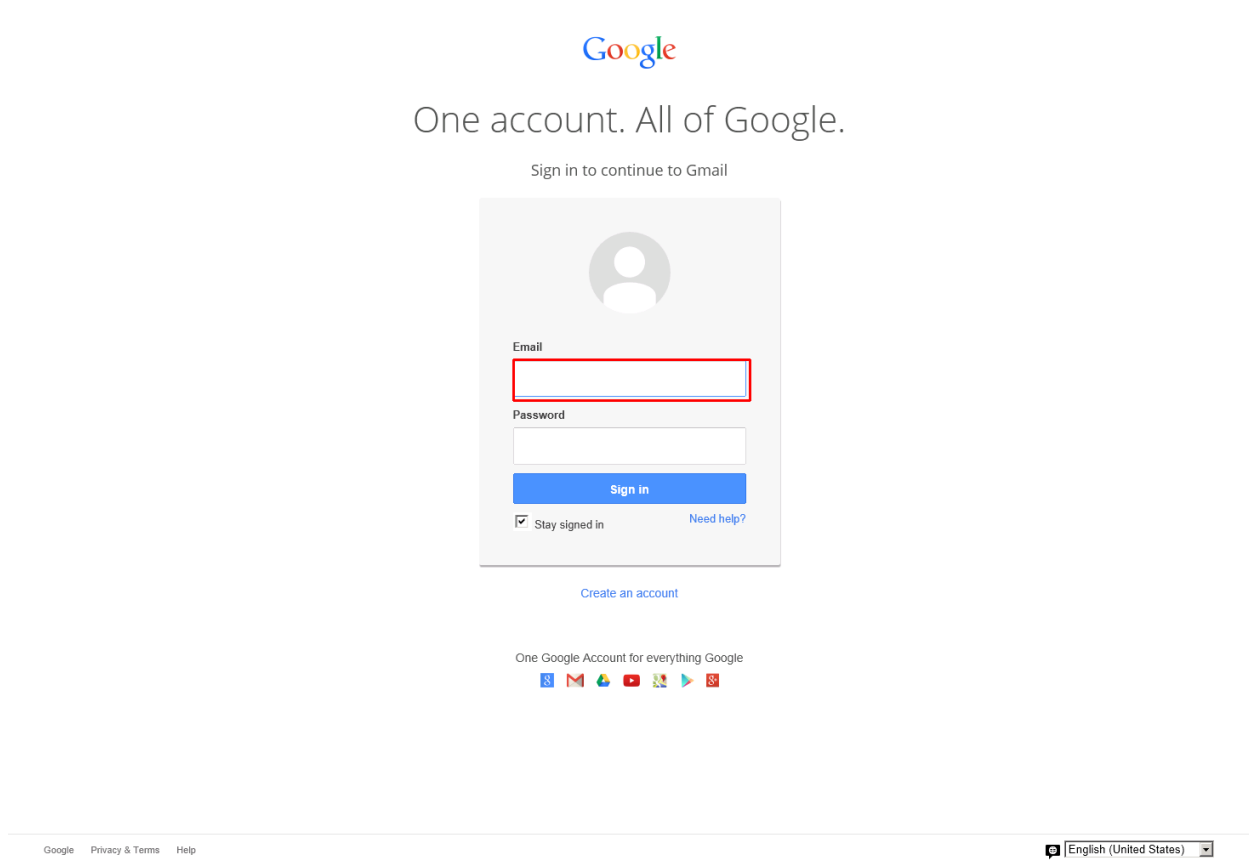 Google
One account. All of Google.
Sign in to continue to Gmail
Email
Password
Sign in
Stay signed in
Need help?
Create an account
One Google Account for everything Google
Google Privacy & Terms Help
English (United States)